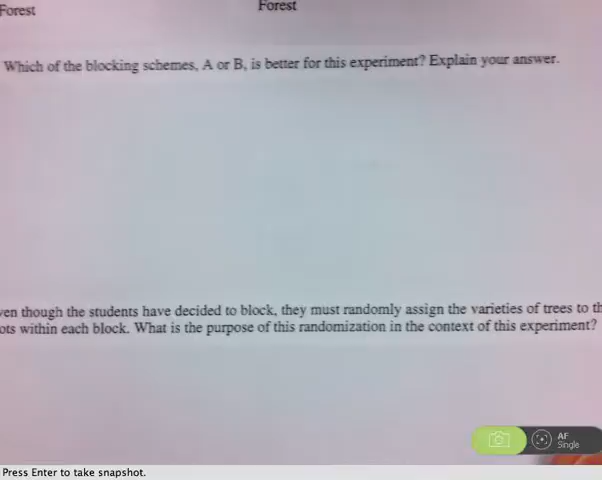 Forest
Forest
Which of the blocking schemes, A or B, is better for this experiment? Explain your answer.
ven though the students have decided to block, they must randomly assign the varieties of trees to th
ots within each block. What is the purpose of this randomization in the context of this experiment?
AF
Single
Press Enter to take snapshot.